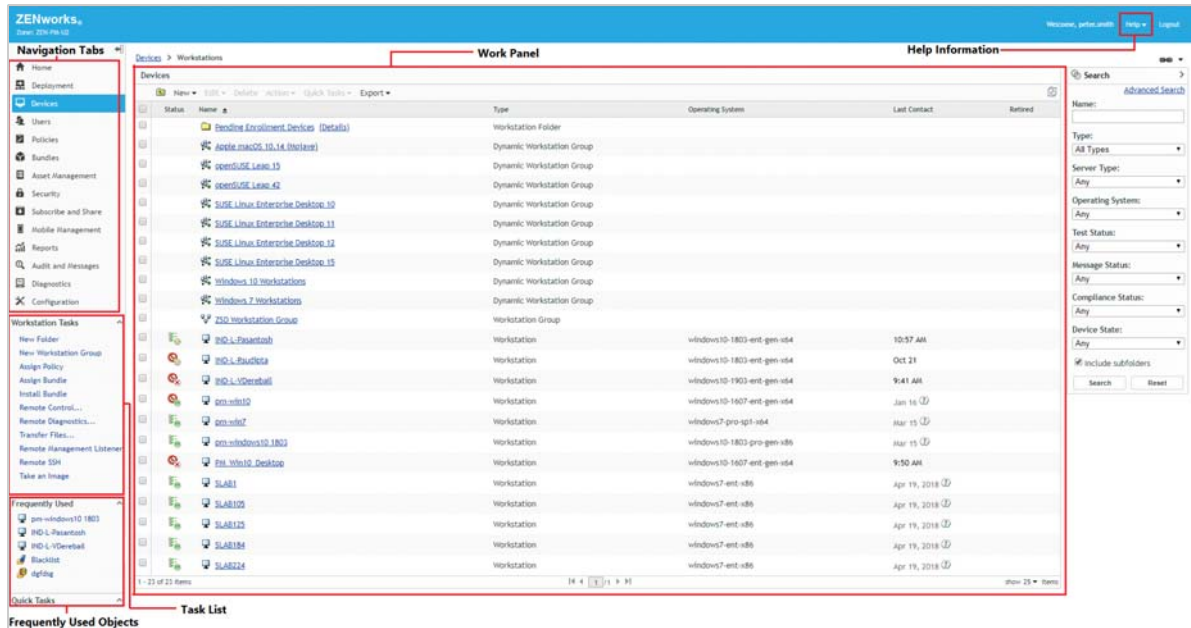 ZENworks.
Zone: ZEN-PM-U2
Welcome, peter.smith Help Logout
Navigation Tabs
Work Panel
Help Information
Home
Deployment
Devices
Users
Policies
Bundles
Asset Management
Security
Subscribe and Share
Mobile Management
Reports
Audit and Messages
Diagnostics
Configuration
Workstation Tasks
New Folder
New Workstation Group
Assign Policy
Assign Bundle
Install Bundle
Remote Control...
Remote Diagnostics...
Transfer Files...
Remote Management Listener
Remote SSH
Take an Image
Frequently Used
pm-windows10 1803
IND-L-Pasantosh
IND-L-VDereball
Blacklist
dgfdsg
Quick Tasks
Frequently Used Objects
Task List
Devices > Workstations
Devices
New Edit Delete Action Quick Tasks Export
Status Name Type Operating System Last Contact Retired
Pending Enrollment Devices (Details) Workstation Folder
Apple macOS 10.14 (Mojave) Dynamic Workstation Group
openSUSE Leap 15 Dynamic Workstation Group
openSUSE Leap 42 Dynamic Workstation Group
SUSE Linux Enterprise Desktop 10 Dynamic Workstation Group
SUSE Linux Enterprise Desktop 11 Dynamic Workstation Group
SUSE Linux Enterprise Desktop 12 Dynamic Workstation Group
SUSE Linux Enterprise Desktop 15 Dynamic Workstation Group
Windows 10 Workstations Dynamic Workstation Group
Windows 7 Workstations Dynamic Workstation Group
ZSD Workstation Group Workstation Group
IND-L-Pasantosh Workstation windows10-1803-ent-gen-x64 10:57 AM
IND-L-Psudipta Workstation windows10-1803-ent-gen-x64 Oct 21
IND-L-VDereball Workstation windows10-1903-ent-gen-x64 9:41 AM
pm-win10 Workstation windows10-1607-ent-gen-x64 Jan 16
pm-win7 Workstation windows7-pro-sp1-x64 Mar 15
pm-windows10 1803 Workstation windows10-1803-pro-gen-x86 Mar 15
PM_Win10_Desktop Workstation windows10-1607-ent-gen-x64 9:50 AM
SLAB1 Workstation windows7-ent-x86 Apr 19, 2018
SLAB105 Workstation windows7-ent-x86 Apr 19, 2018
SLAB125 Workstation windows7-ent-x86 Apr 19, 2018
SLAB184 Workstation windows7-ent-x86 Apr 19, 2018
SLAB224 Workstation windows7-ent-x86 Apr 19, 2018
1 - 23 of 23 items 1 / 1 show 25 items
Search
Advanced Search
Name:
Type:
All Types
Server Type:
Any
Operating System:
Any
Test Status:
Any
Message Status:
Any
Compliance Status:
Any
Device State:
Any
Include subfolders
Search Reset